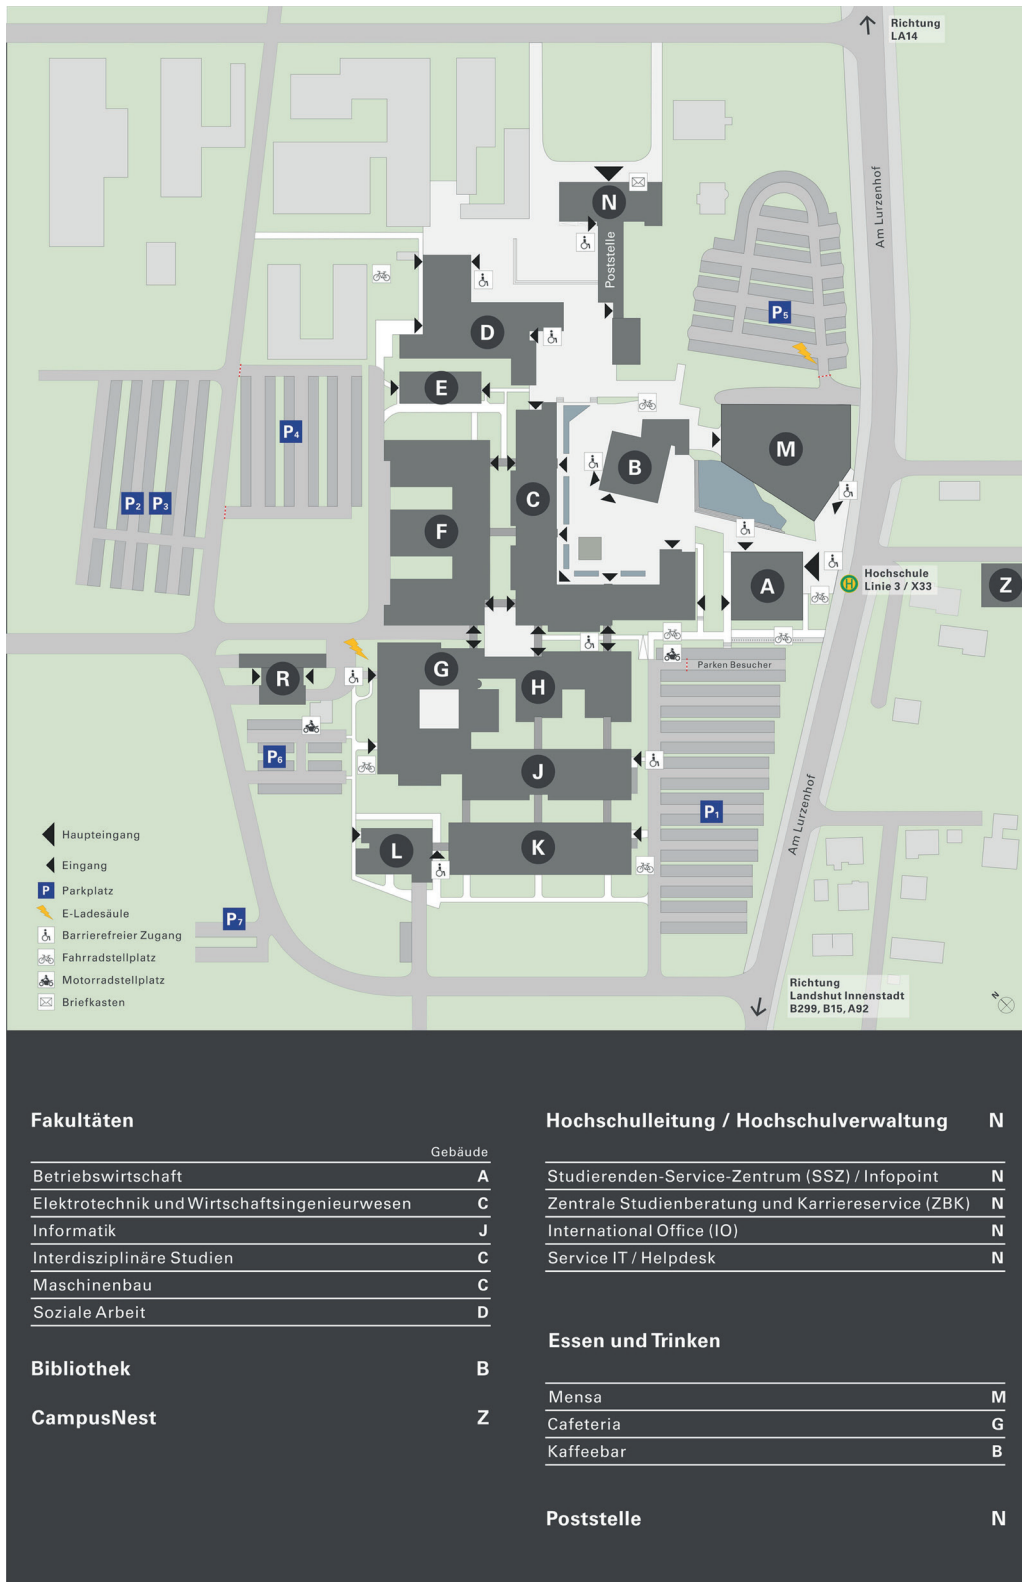 Richtung
LA14
Am Lurzenhof
N
Poststelle
D
P5
E
P4
M
B
P2
P3
C
F
Hochschule
Linie 3 / X33
H
A
Z
Parken Besucher
G
R
H
P6
J
P1
Am Lurzenhof
L
K
P7
Haupteingang
Eingang
P Parkplatz
E-Ladesäule
Barrierefreier Zugang
Fahrradstellplatz
Motorradstellplatz
Briefkasten
Richtung
Landshut Innenstadt
B299, B15, A92
N
Fakultäten
Gebäude
Betriebswirtschaft A
Elektrotechnik und Wirtschaftsingenieurwesen C
Informatik J
Interdisziplinäre Studien C
Maschinenbau C
Soziale Arbeit D
Bibliothek B
CampusNest Z
Hochschulleitung / Hochschulverwaltung N
Studierenden-Service-Zentrum (SSZ) / Infopoint N
Zentrale Studienberatung und Karriereservice (ZBK) N
International Office (IO) N
Service IT / Helpdesk N
Essen und Trinken
Mensa M
Cafeteria G
Kaffeebar B
Poststelle N